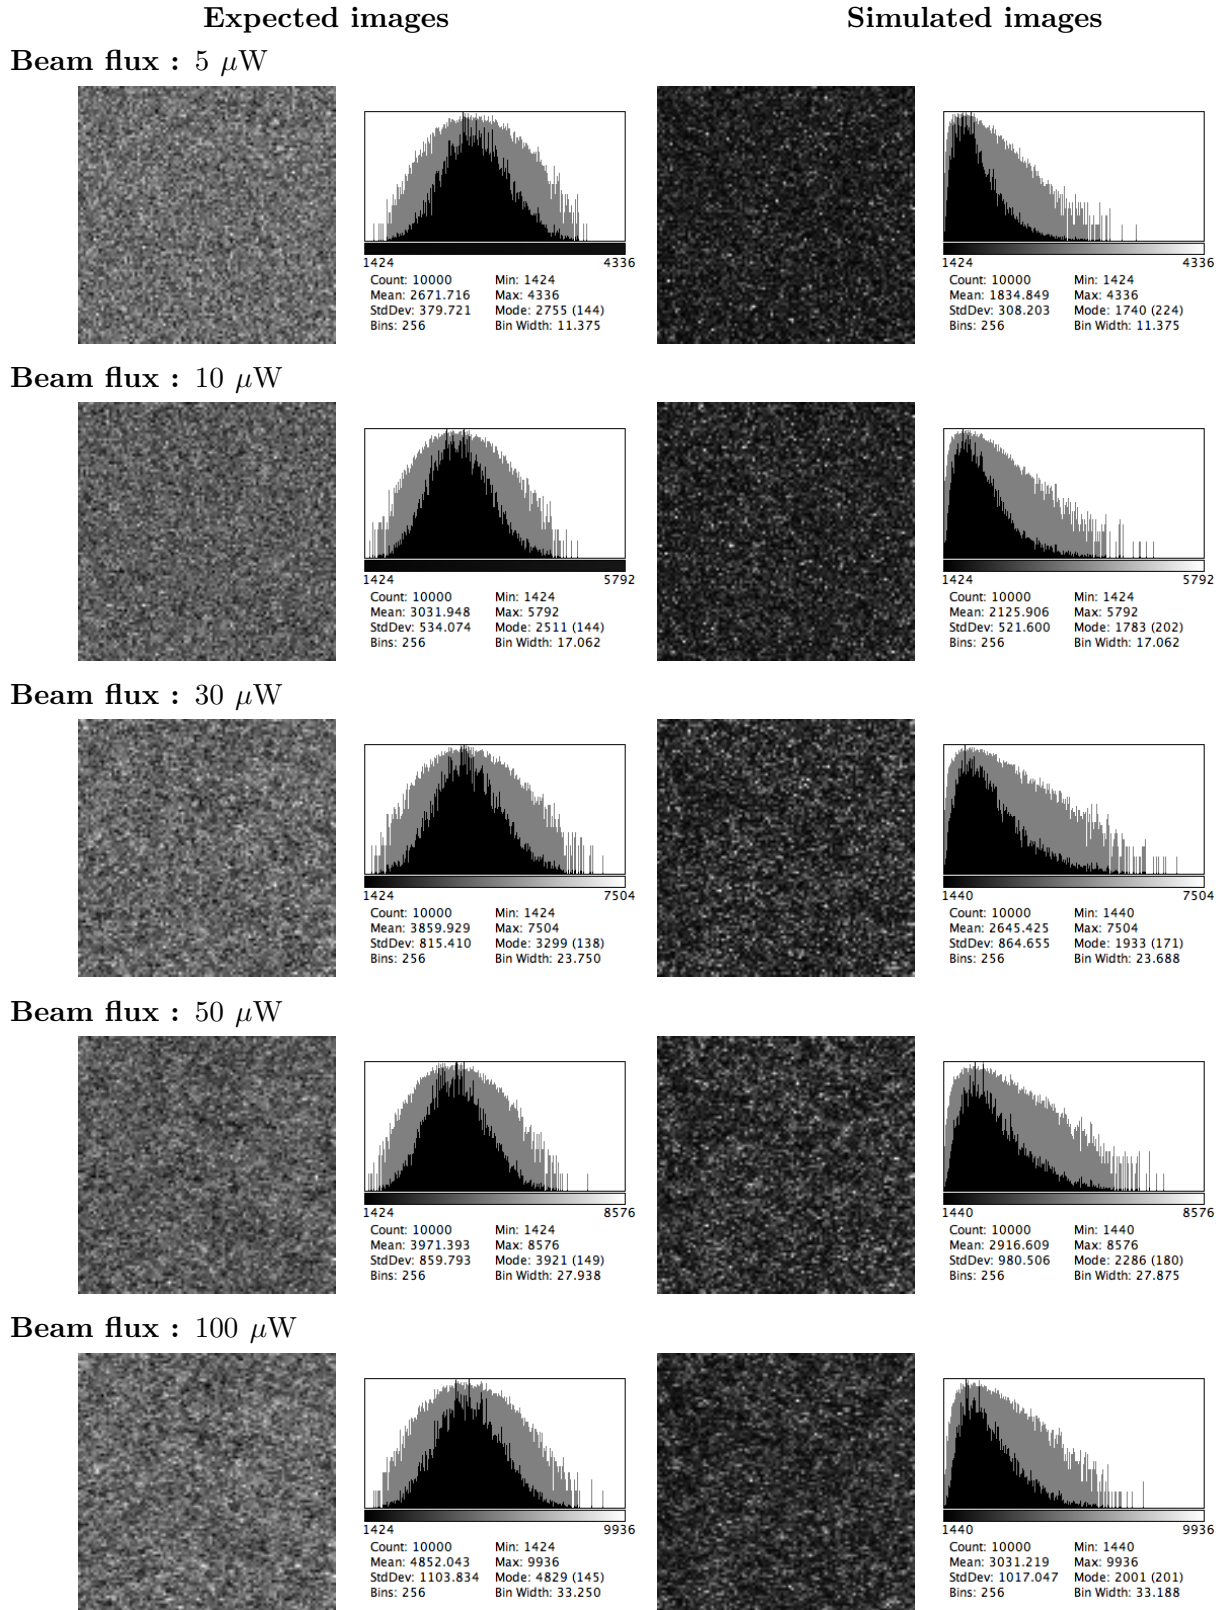 Expected images
Simulated images
Beam flux : 5 μW
1424 4336
Count: 10000 Min: 1424
Mean: 2671.716 Max: 4336
StdDev: 379.721 Mode: 2755 (144)
Bins: 256 Bin Width: 11.375
1424 4336
Count: 10000 Min: 1424
Mean: 1834.849 Max: 4336
StdDev: 308.203 Mode: 1740 (224)
Bins: 256 Bin Width: 11.375
Beam flux : 10 μW
1424 5792
Count: 10000 Min: 1424
Mean: 3031.948 Max: 5792
StdDev: 534.074 Mode: 2511 (144)
Bins: 256 Bin Width: 17.062
1424 5792
Count: 10000 Min: 1424
Mean: 2125.906 Max: 5792
StdDev: 521.600 Mode: 1783 (202)
Bins: 256 Bin Width: 17.062
Beam flux : 30 μW
1424 7504
Count: 10000 Min: 1424
Mean: 3859.929 Max: 7504
StdDev: 815.410 Mode: 3299 (138)
Bins: 256 Bin Width: 23.750
1440 7504
Count: 10000 Min: 1440
Mean: 2645.425 Max: 7504
StdDev: 864.655 Mode: 1933 (171)
Bins: 256 Bin Width: 23.688
Beam flux : 50 μW
1424 8576
Count: 10000 Min: 1424
Mean: 3971.393 Max: 8576
StdDev: 859.793 Mode: 3921 (149)
Bins: 256 Bin Width: 27.938
1440 8576
Count: 10000 Min: 1440
Mean: 2916.609 Max: 8576
StdDev: 980.506 Mode: 2286 (180)
Bins: 256 Bin Width: 27.875
Beam flux : 100 μW
1424 9936
Count: 10000 Min: 1424
Mean: 4852.043 Max: 9936
StdDev: 1103.834 Mode: 4829 (145)
Bins: 256 Bin Width: 33.250
1440 9936
Count: 10000 Min: 1440
Mean: 3031.219 Max: 9936
StdDev: 1017.047 Mode: 2001 (201)
Bins: 256 Bin Width: 33.188